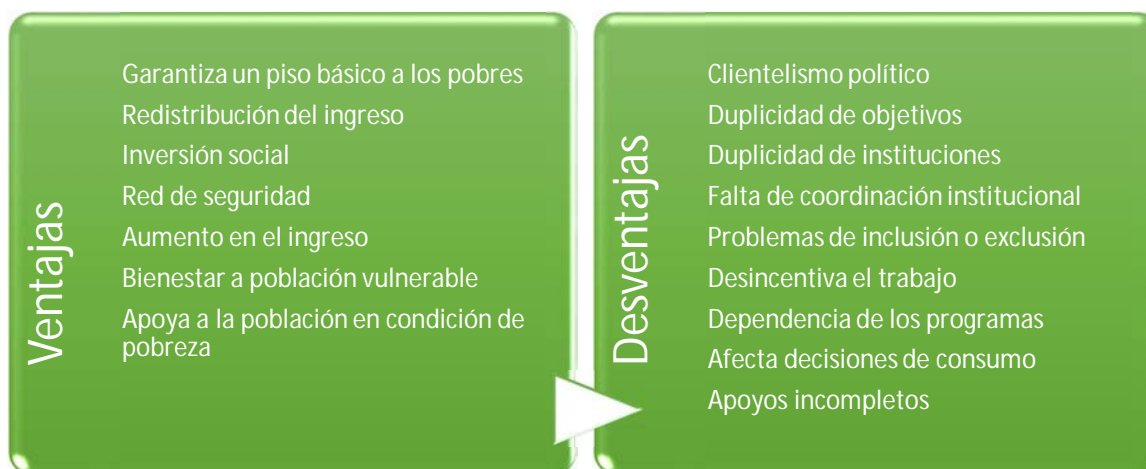 Ventajas
Garantiza un piso básico a los pobres
Redistribución del ingreso
Inversión social
Red de seguridad
Aumento en el ingreso
Bienestar a población vulnerable
Apoya a la población en condición de
pobreza
Desventajas
Clientelismo político
Duplicidad de objetivos
Duplicidad de instituciones
Falta de coordinación institucional
Problemas de inclusión o exclusión
Desincentiva el trabajo
Dependencia de los programas
Afecta decisiones de consumo
Apoyos incompletos